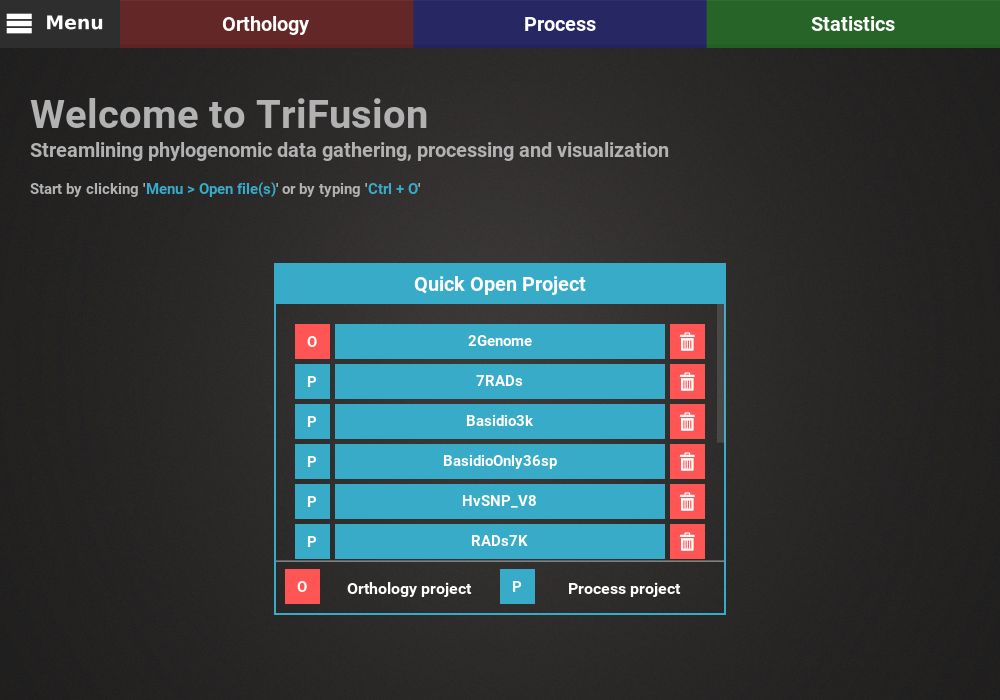 Menu
Orthology
Process
Statistics
Welcome to TriFusion
Streamlining phylogenomic data gathering, processing and visualization
Start by clicking 'Menu > Open file(s)' or by typing 'Ctrl + O'
Quick Open Project
O 2Genome
P 7RADs
P Basidio3k
P BasidioOnly36sp
P HvSNP_V8
P RADs7K
O Orthology project P Process project